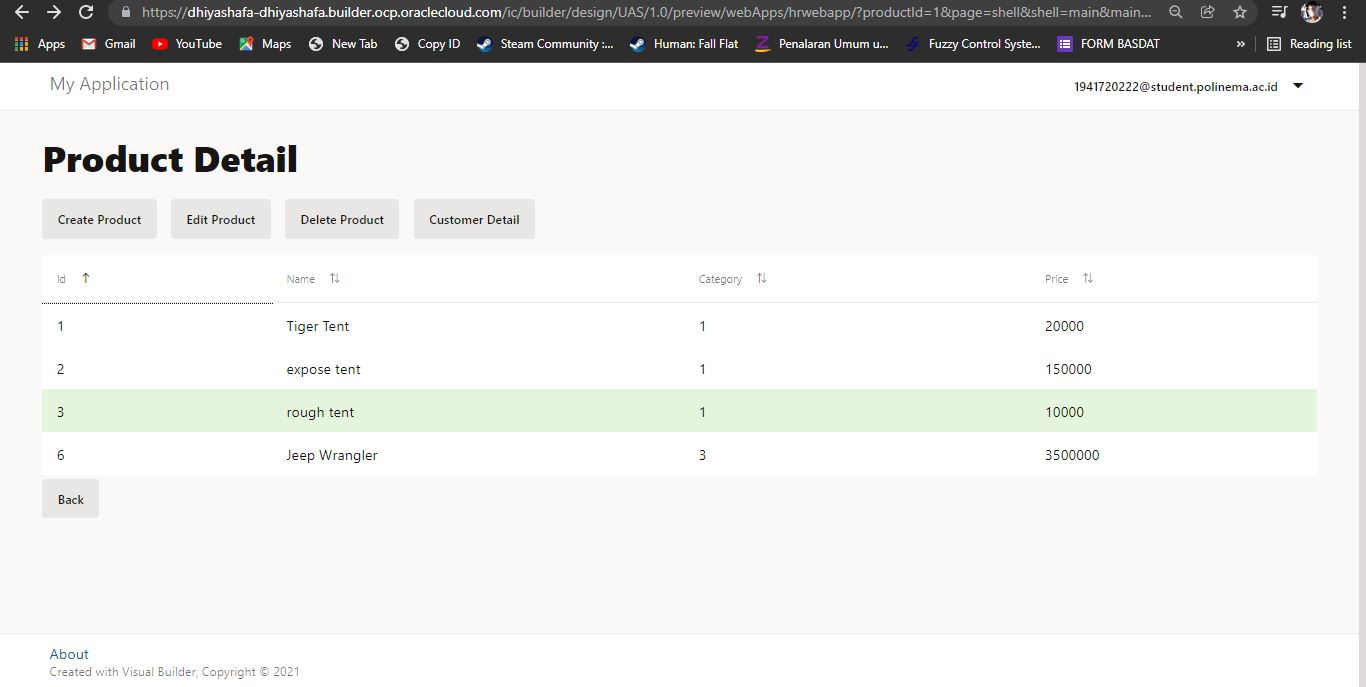 https://dhiyashafa-dhiyashafa.builder.ocp.oraclecloud.com/ic/builder/design/UAS/1.0/preview/webApps/hrwebapp/?productId=1&page=shell&shell=main&main...
Apps Gmail YouTube Maps New Tab Copy ID Steam Community :... Human: Fall Flat Penalaran Umum u... Fuzzy Control Syste... FORM BASDAT » Reading list
My Application 1941720222@student.polinema.ac.id
Product Detail
Create Product Edit Product Delete Product Customer Detail
Id Name Category Price
1 Tiger Tent 1 20000
2 expose tent 1 150000
3 rough tent 1 10000
6 Jeep Wrangler 3 3500000
Back
About
Created with Visual Builder, Copyright © 2021